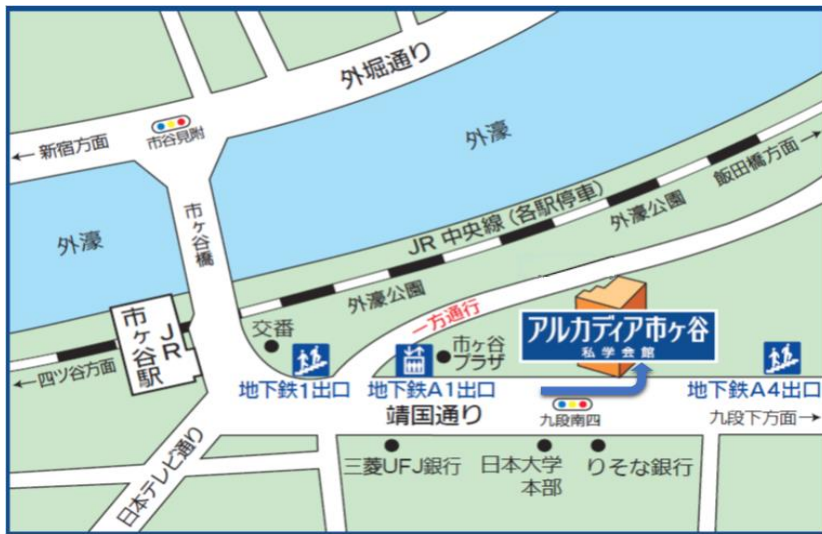 外堀通り
市谷見附
←新宿方面
外濠
飯田橋方面→
市ヶ谷橋
外濠
JR 中央線(各駅停車)
外濠公園
外濠公園
一方通行
JR
市ヶ谷駅
交番
市ヶ谷
プラザ
アルカディア市ヶ谷
私学会館
←四ツ谷方面
地下鉄1出口
地下鉄A1出口
地下鉄A4出口
靖国通り
九段南四
九段下方面→
日本テレビ通り
三菱UFJ銀行
日本大学
本部
りそな銀行